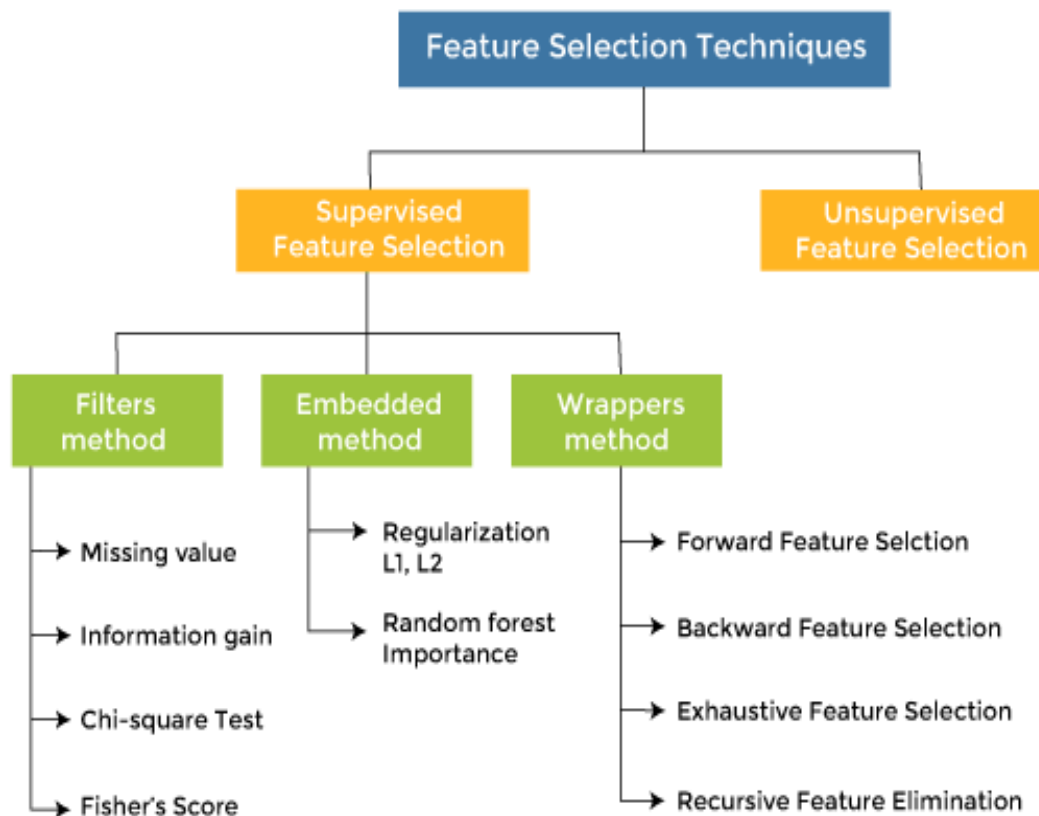 Feature Selection Techniques
Supervised
Feature Selection
Unsupervised
Feature Selection
Filters
method
Embedded
method
Wrappers
method
Missing value
Information gain
Chi-square Test
Fisher's Score
Regularization
L1, L2
Random forest
Importance
Forward Feature Selction
Backward Feature Selection
Exhaustive Feature Selection
Recursive Feature Elimination